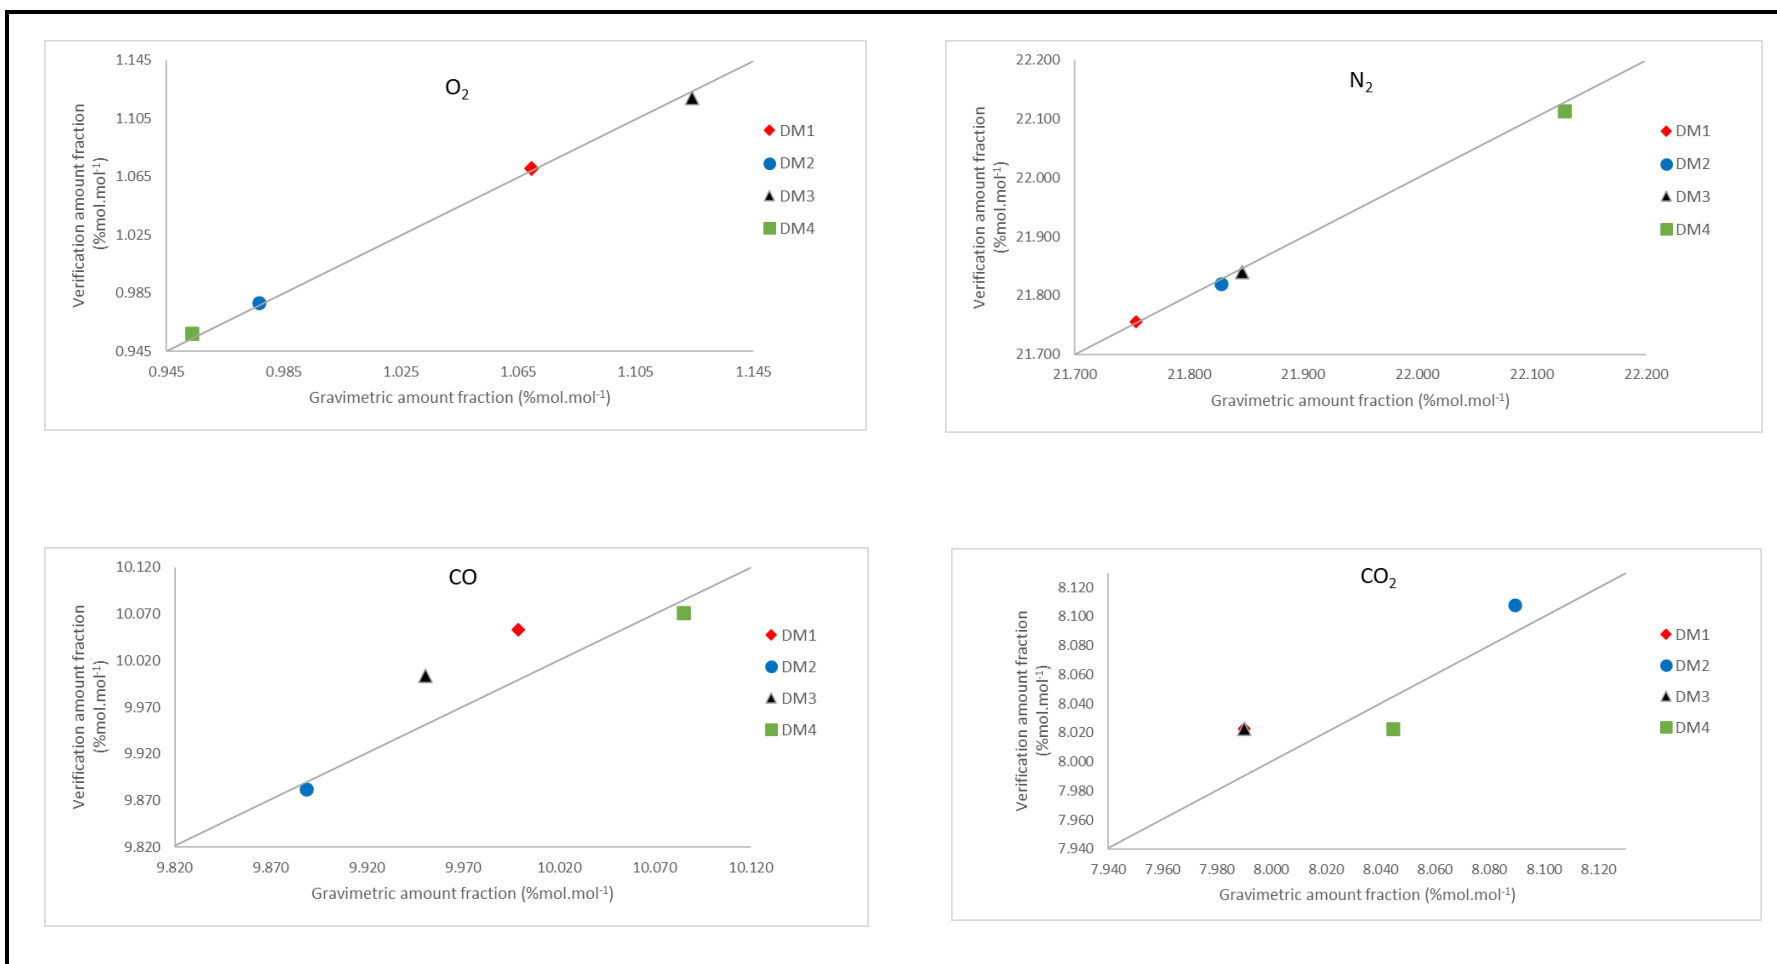 O₂
Verification amount fraction
(%mol.mol⁻¹)
1.145
1.105
1.065
1.025
0.985
0.945
0.945 0.985 1.025 1.065 1.105 1.145
Gravimetric amount fraction (%mol.mol⁻¹)
DM1
DM2
DM3
DM4
N₂
Verification amount fraction
(%mol.mol⁻¹)
22.200
22.100
22.000
21.900
21.800
21.700
21.700 21.800 21.900 22.000 22.100 22.200
Gravimetric amount fraction (%mol.mol⁻¹)
DM1
DM2
DM3
DM4
CO
Verification amount fraction
(%mol.mol⁻¹)
10.120
10.070
10.020
9.970
9.920
9.870
9.820
9.820 9.870 9.920 9.970 10.020 10.070 10.120
Gravimetric amount fraction (%mol.mol⁻¹)
DM1
DM2
DM3
DM4
CO₂
Verification amount fraction
(%mol.mol⁻¹)
8.120
8.100
8.080
8.060
8.040
8.020
8.000
7.980
7.960
7.940
7.940 7.960 7.980 8.000 8.020 8.040 8.060 8.080 8.100 8.120
Gravimetric amount fraction (%mol.mol⁻¹)
DM1
DM2
DM3
DM4